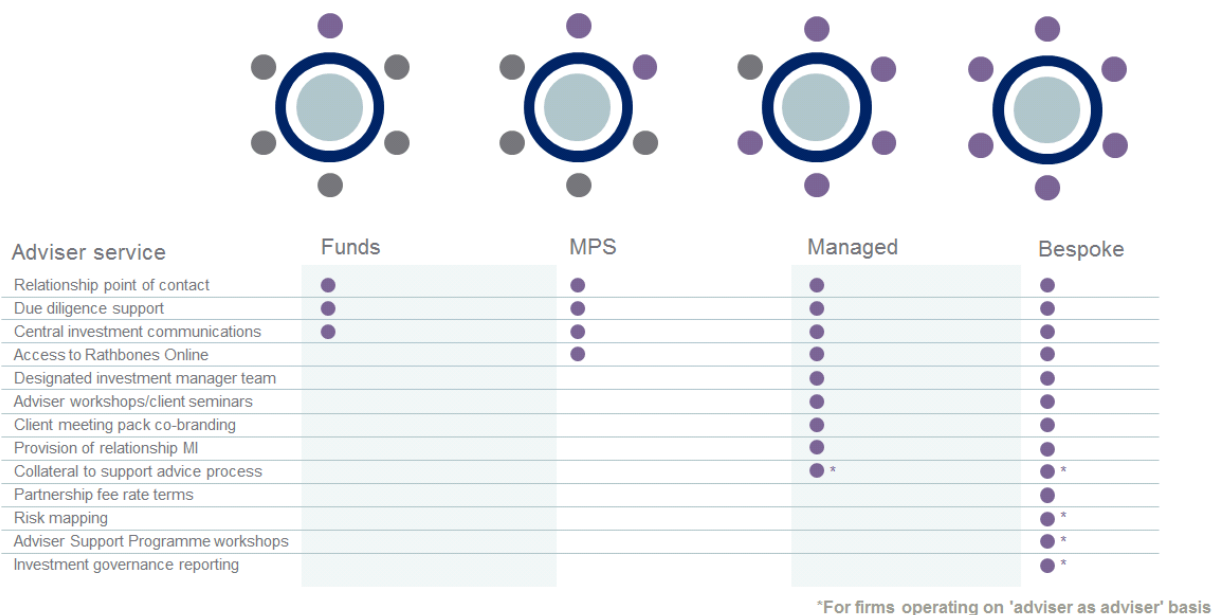 Adviser service Funds MPS Managed Bespoke
Relationship point of contact
Due diligence support
Central investment communications
Access to Rathbones Online
Designated investment manager team
Adviser workshops/client seminars
Client meeting pack co-branding
Provision of relationship MI
Collateral to support advice process * *
Partnership fee rate terms
Risk mapping *
Adviser Support Programme workshops *
Investment governance reporting *
*For firms operating on 'adviser as adviser' basis